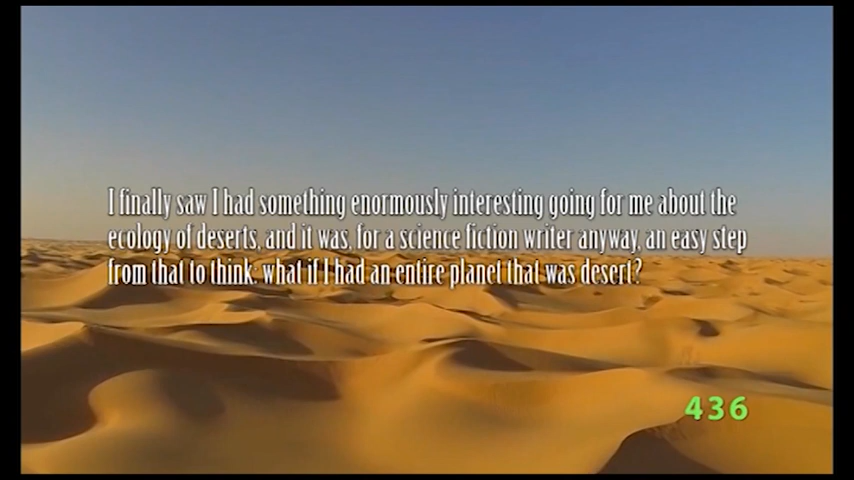 I finally saw I had something enormously interesting going for me about the
ecology of deserts, and it was, for a science fiction writer anyway, an easy step
from that to think: what if I had an entire planet that was desert?
436